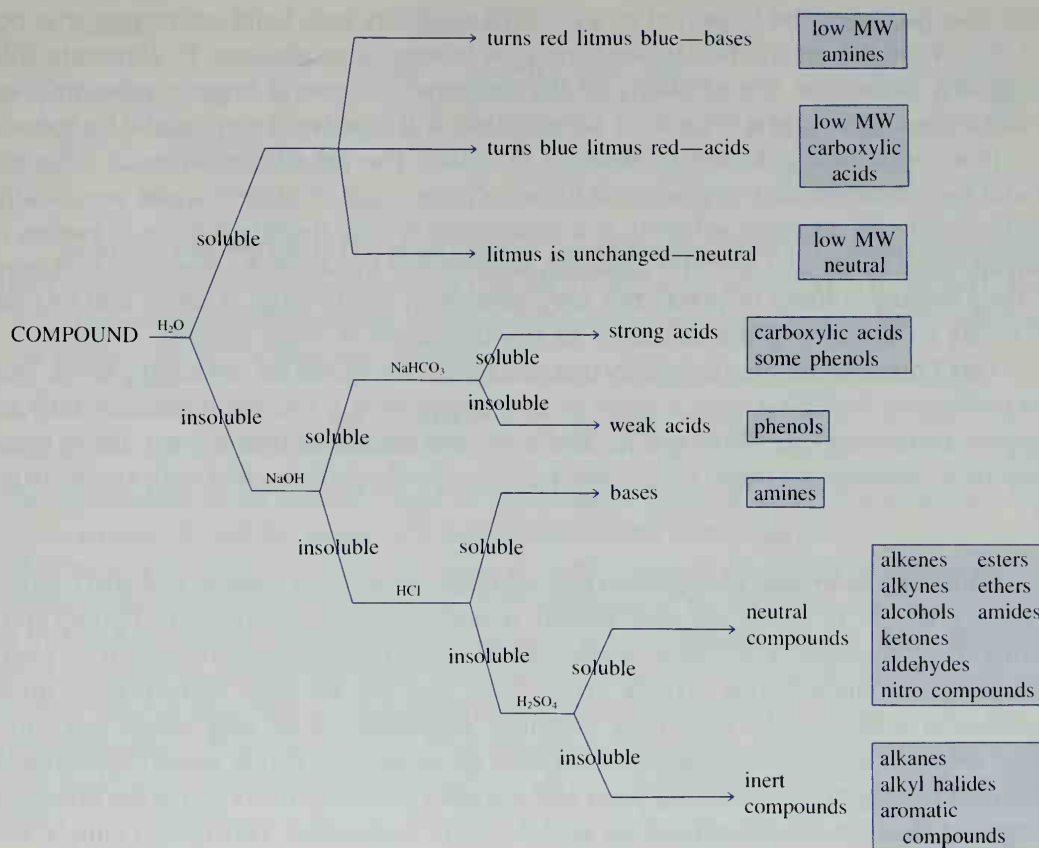 turns red litmus blue—bases
low MW
amines
turns blue litmus red—acids
low MW
carboxylic
acids
soluble
litmus is unchanged—neutral
low MW
neutral
COMPOUND
H₂O
strong acids
carboxylic acids
some phenols
soluble
NaHCO₃
insoluble
soluble
insoluble
weak acids
phenols
NaOH
bases
amines
insoluble
soluble
HCl
alkenes esters
alkynes ethers
alcohols amides
ketones
aldehydes
nitro compounds
neutral
compounds
insoluble
soluble
H₂SO₄
insoluble
inert
compounds
alkanes
alkyl halides
aromatic
compounds